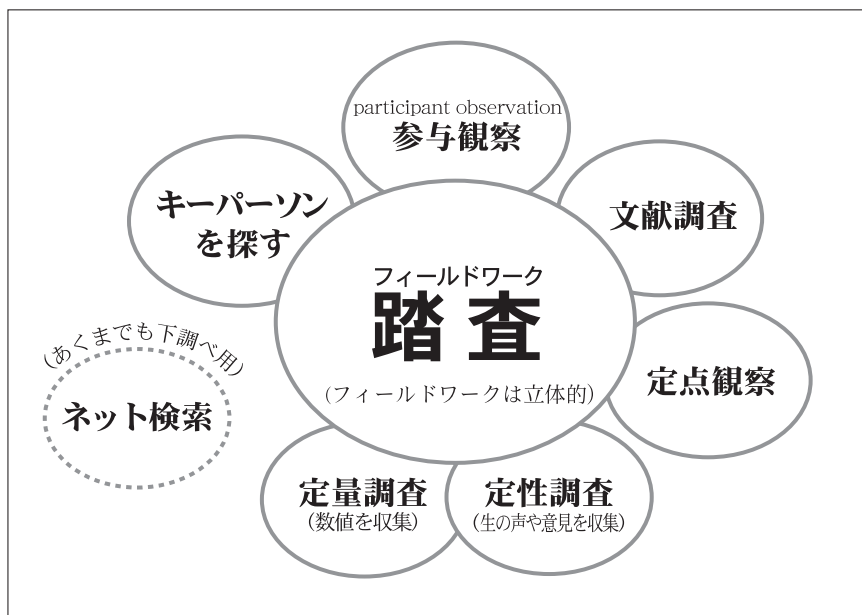 participant observation
参与観察
キーパーソン
を探す
文献調査
フィールドワーク
踏査
(フィールドワークは立体的)
定点観察
(あくまでも下調べ用)
ネット検索
定量調査
(数値を収集)
定性調査
(生の声や意見を収集)